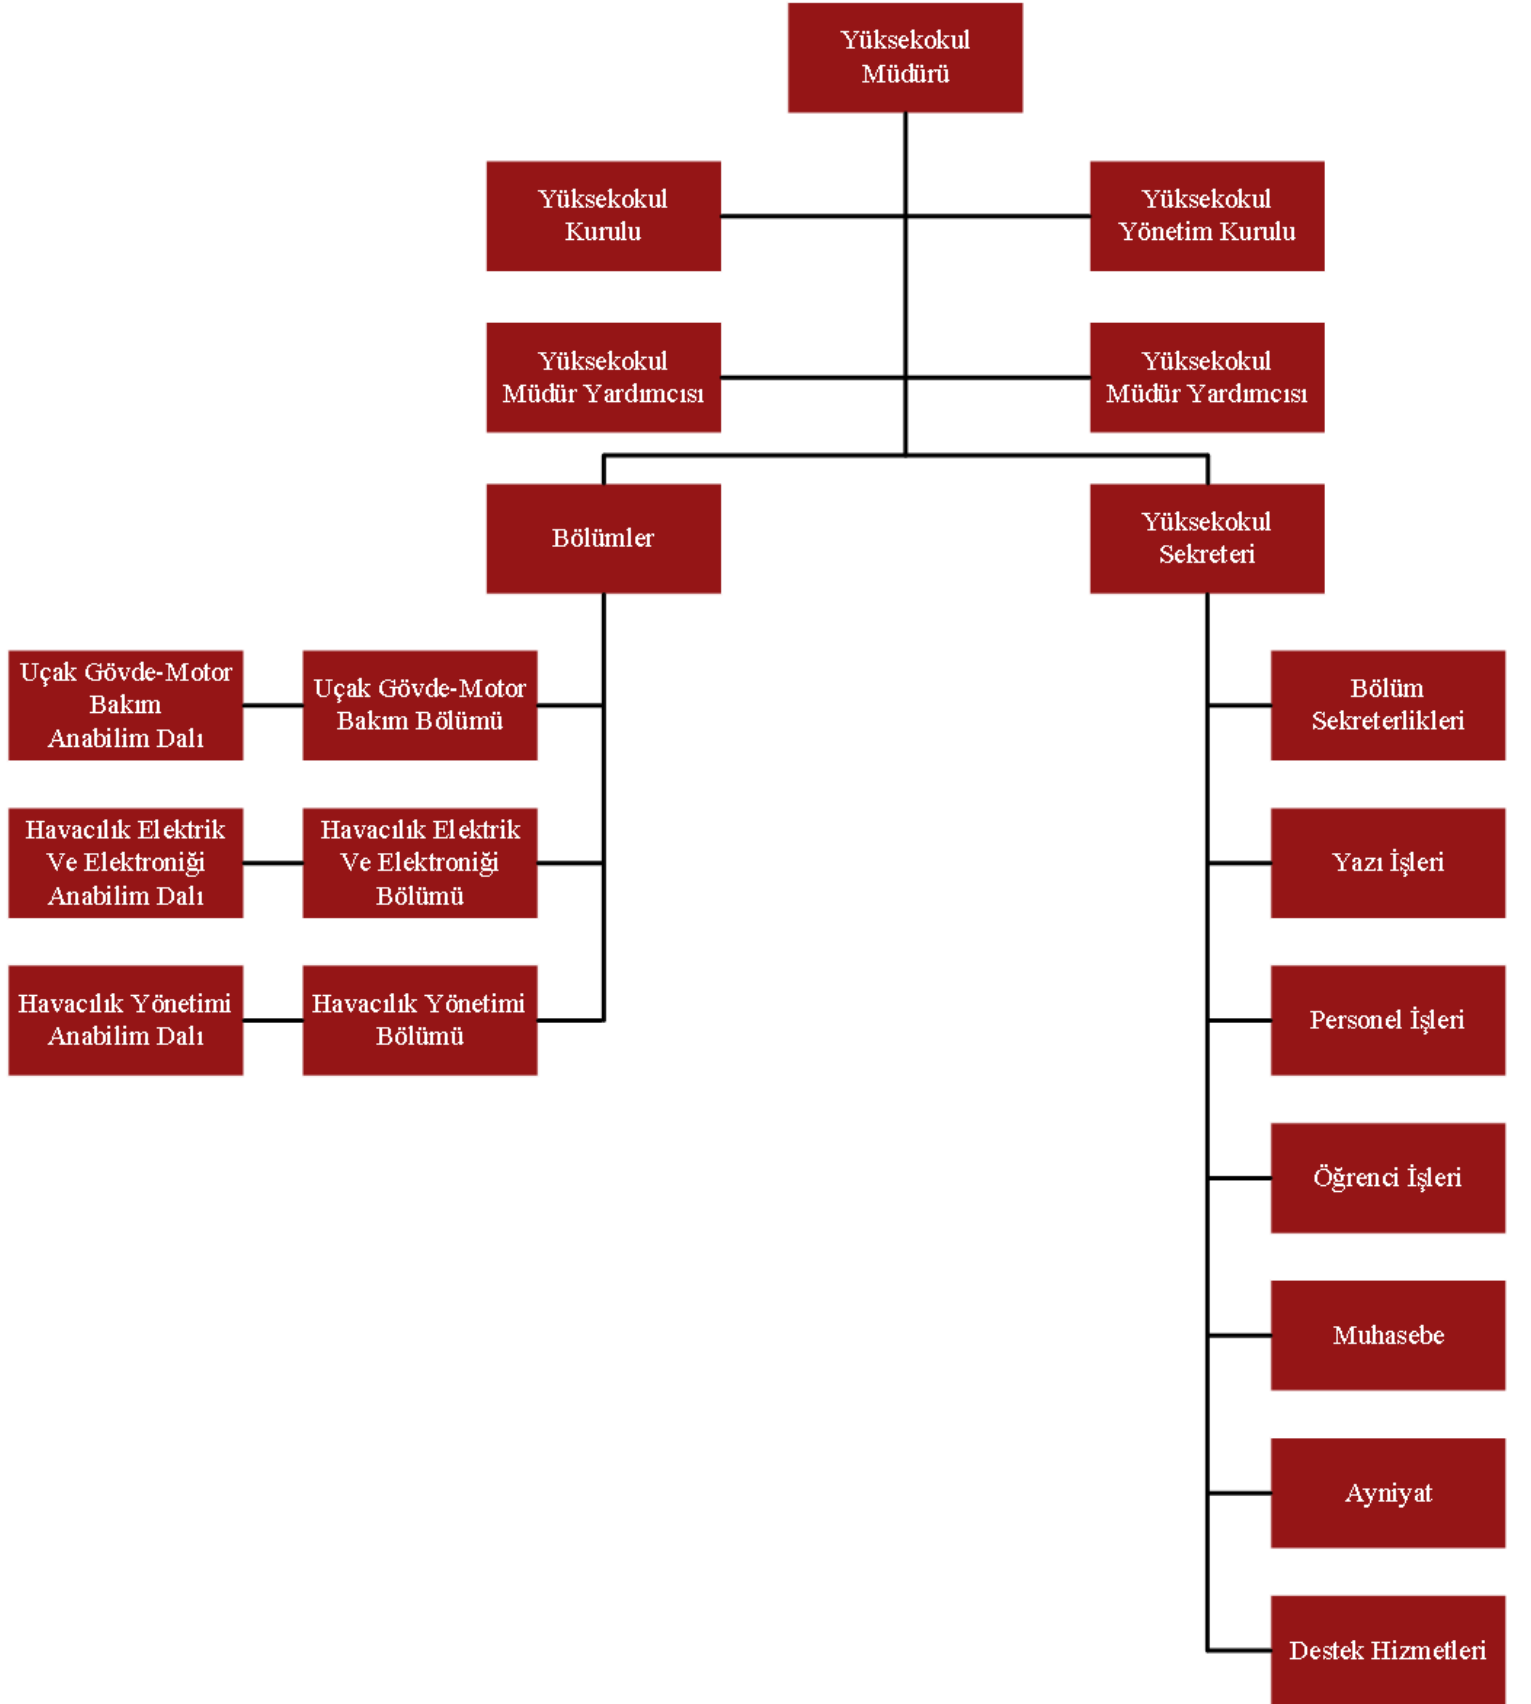 Yüksekokul
Müdürü
Yüksekokul
Kurulu
Yüksekokul
Yönetim Kurulu
Yüksekokul
Müdür Yardımcısı
Yüksekokul
Müdür Yardımcısı
Bölümler
Yüksekokul
Sekreteri
Uçak Gövde-Motor
Bakım
Anabilim Dalı
Uçak Gövde-Motor
Bakım Bölümü
Bölüm
Sekreterlikleri
Havacılık Elektrik
Ve Elektroniği
Anabilim Dalı
Havacılık Elektrik
Ve Elektroniği
Bölümü
Yazı İşleri
Havacılık Yönetimi
Anabilim Dalı
Havacılık Yönetimi
Bölümü
Personel İşleri
Öğrenci İşleri
Muhasebe
Ayniyat
Destek Hizmetleri